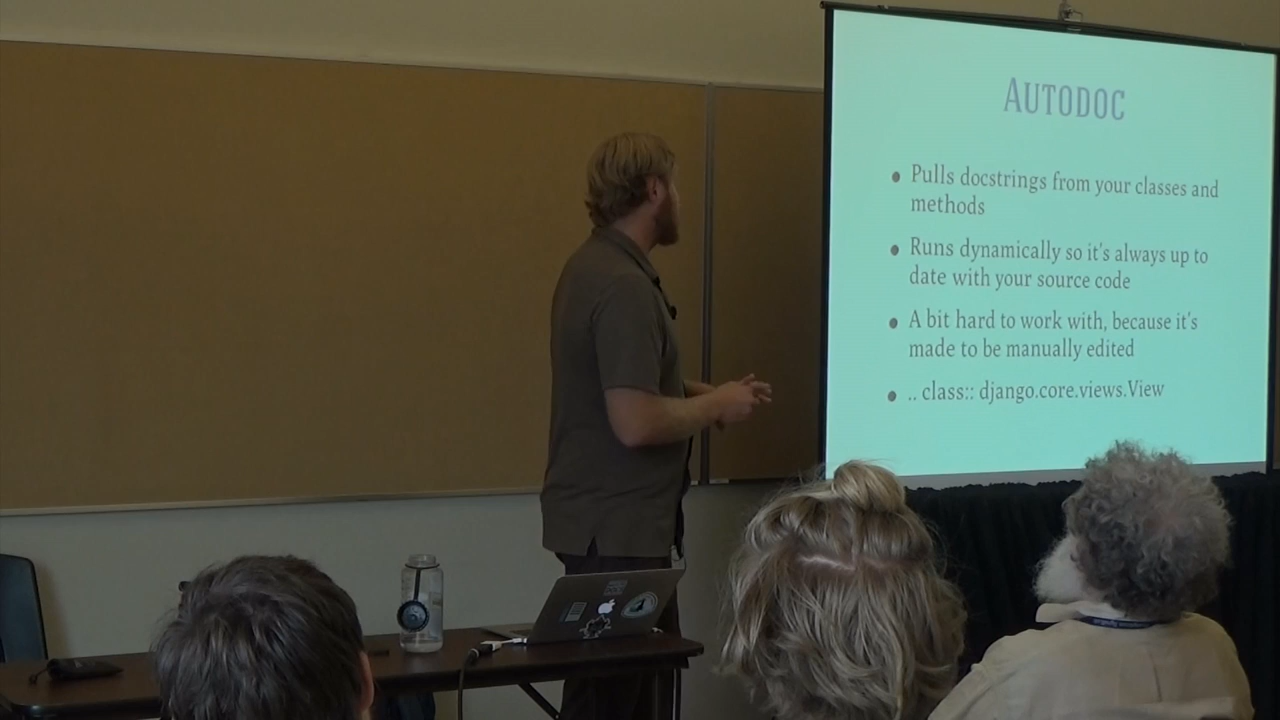 AUTODOC
• Pulls docstrings from your classes and
methods
• Runs dynamically so it's always up to
date with your source code
• A bit hard to work with, because it's
made to be manually edited
• .. class:: django.core.views.View